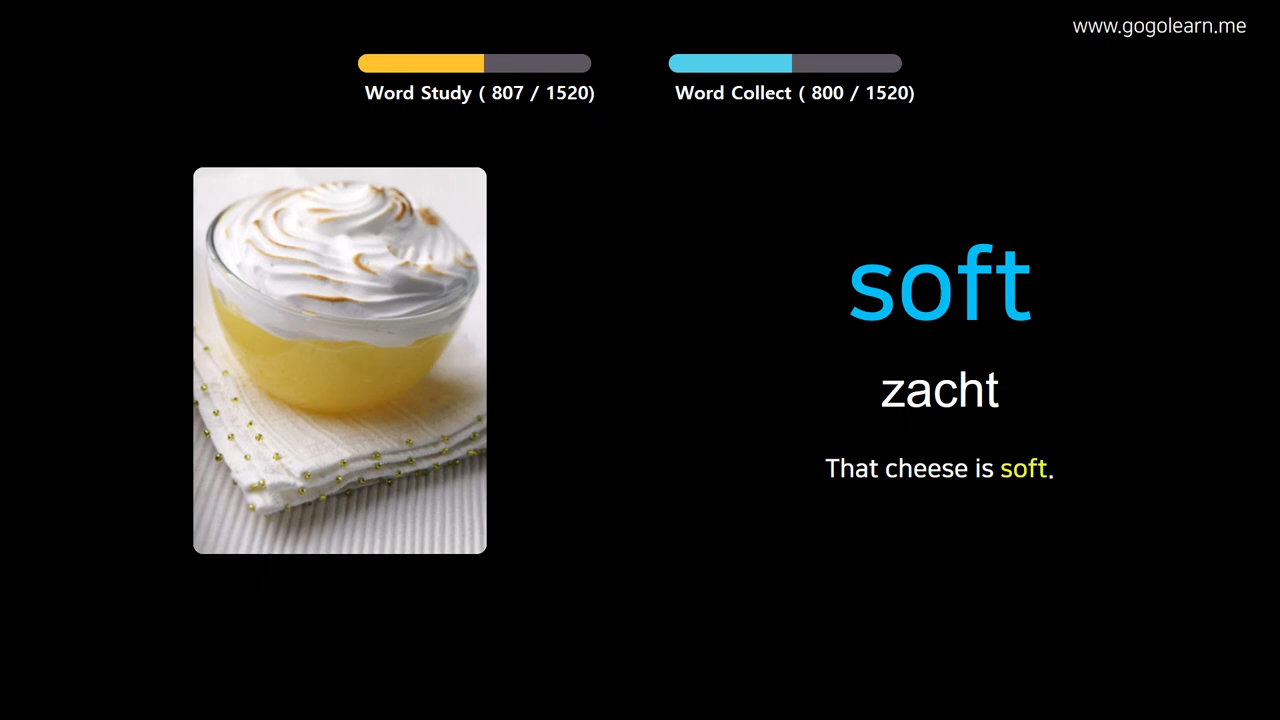 www.gogolearn.me
Word Study ( 807 / 1520)
Word Collect ( 800 / 1520)
soft
zacht
That cheese is soft.